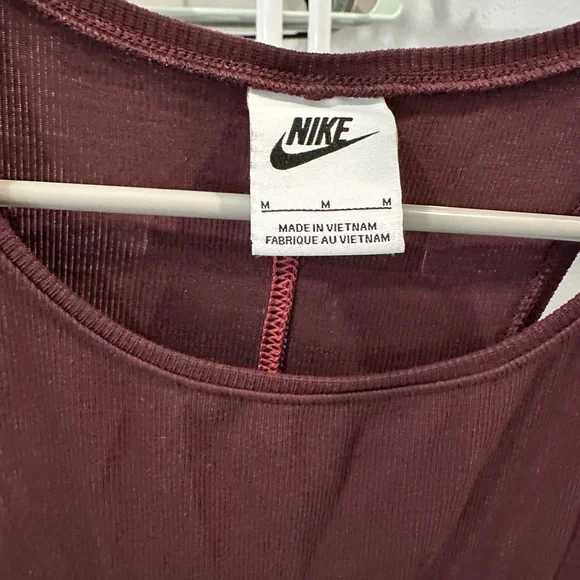 NIKE
M M M
MADE IN VIETNAM
FABRIQUE AU VIETNAM